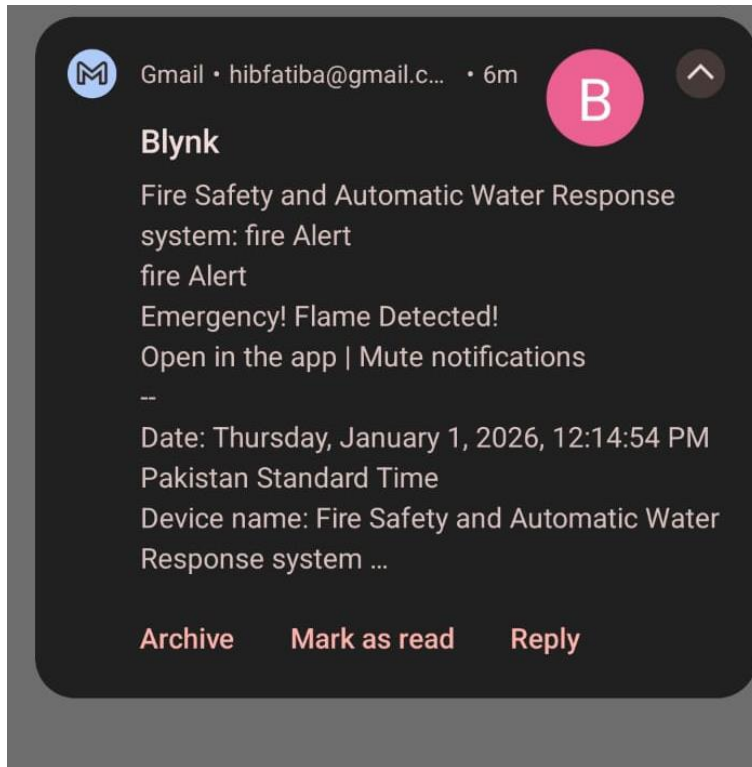 Gmail • hibfatiba@gmail.c... • 6m
B
Blynk
Fire Safety and Automatic Water Response
system: fire Alert
fire Alert
Emergency! Flame Detected!
Open in the app | Mute notifications
--
Date: Thursday, January 1, 2026, 12:14:54 PM
Pakistan Standard Time
Device name: Fire Safety and Automatic Water
Response system ...
Archive Mark as read Reply